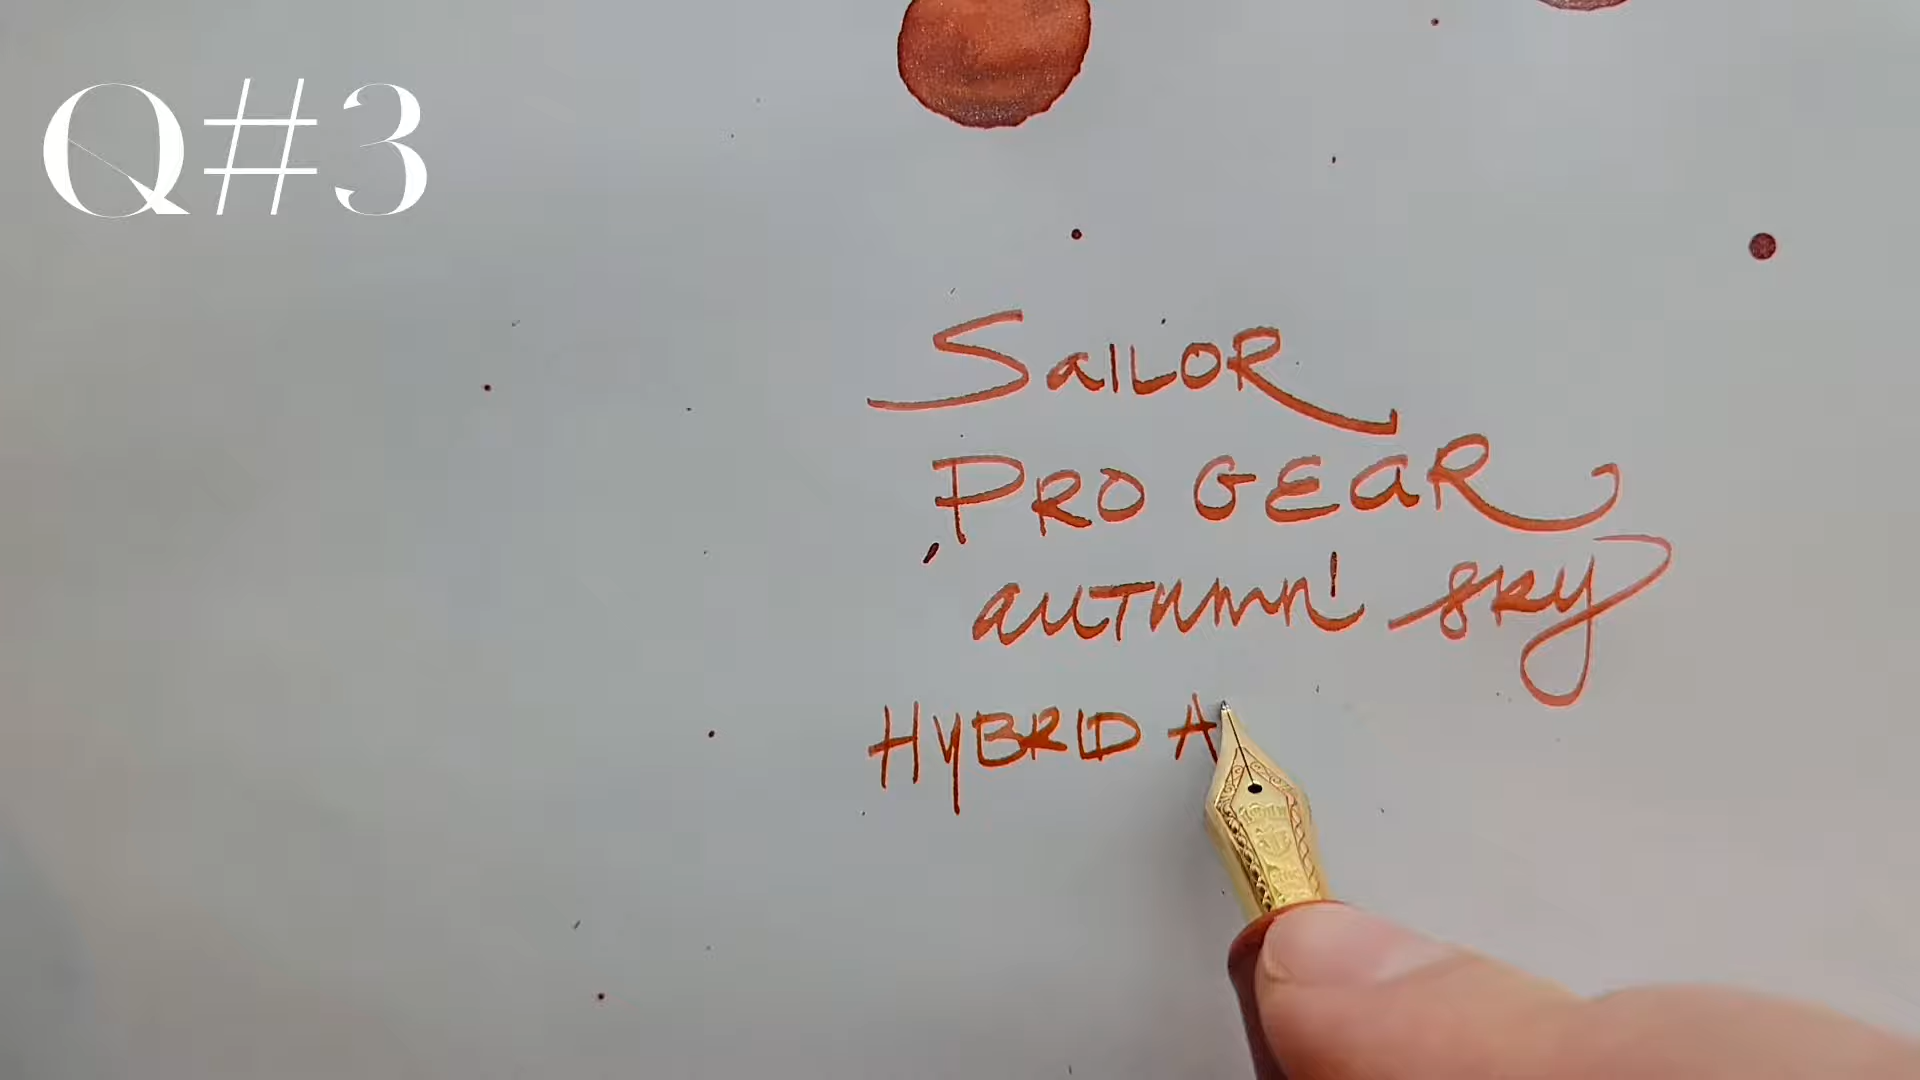 Q#3
SaILOR
PRO GEaR
'auTumn' sky
HYBRID A